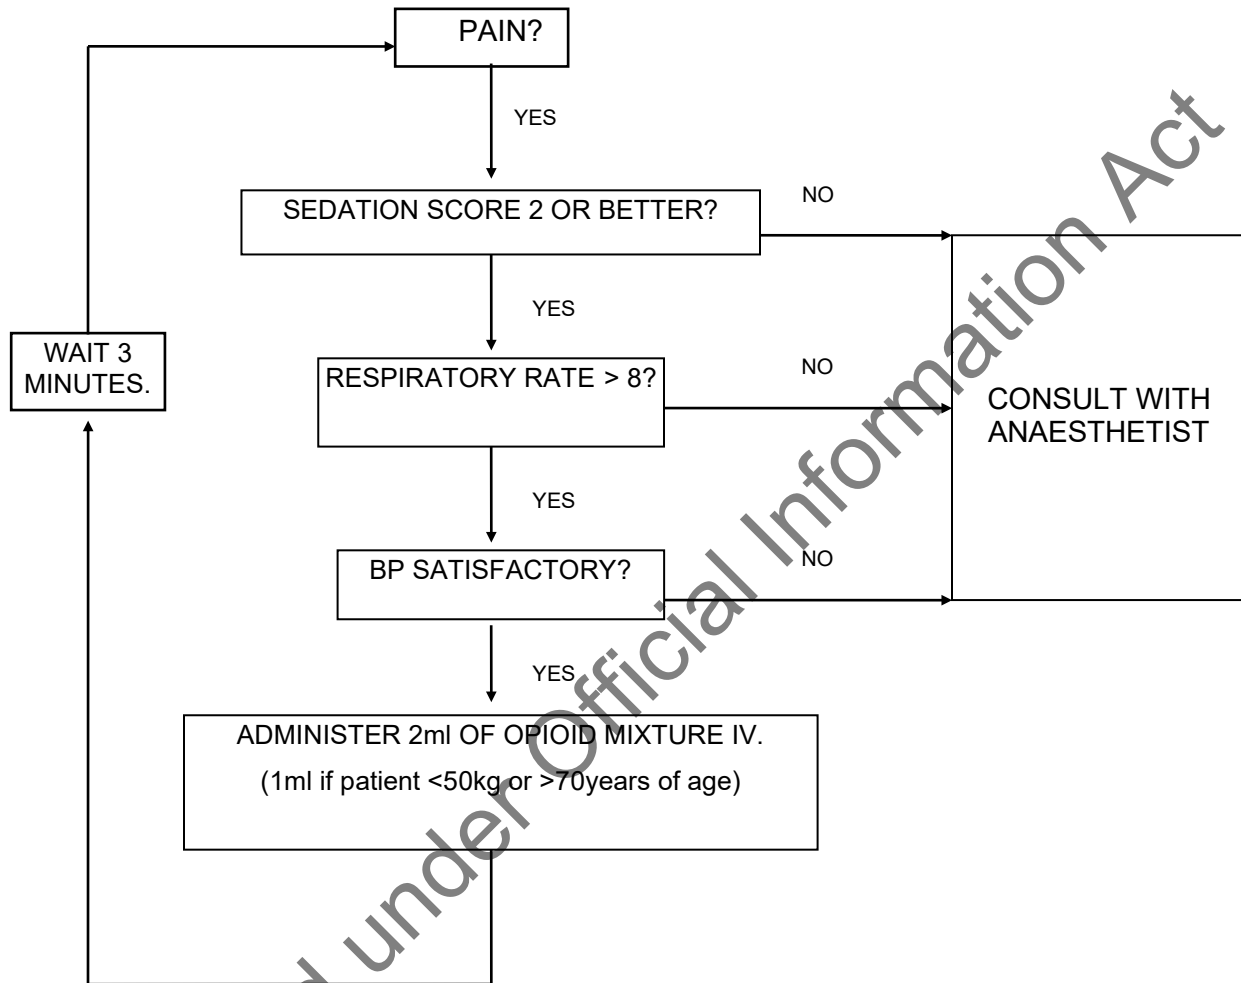 PAIN?
YES
SEDATION SCORE 2 OR BETTER?
NO
YES
WAIT 3
MINUTES.
RESPIRATORY RATE > 8?
NO
CONSULT WITH
ANAESTHETIST
YES
BP SATISFACTORY?
NO
YES
ADMINISTER 2ml OF OPIOID MIXTURE IV.
(1ml if patient <50kg or >70years of age)
under Official Information Act